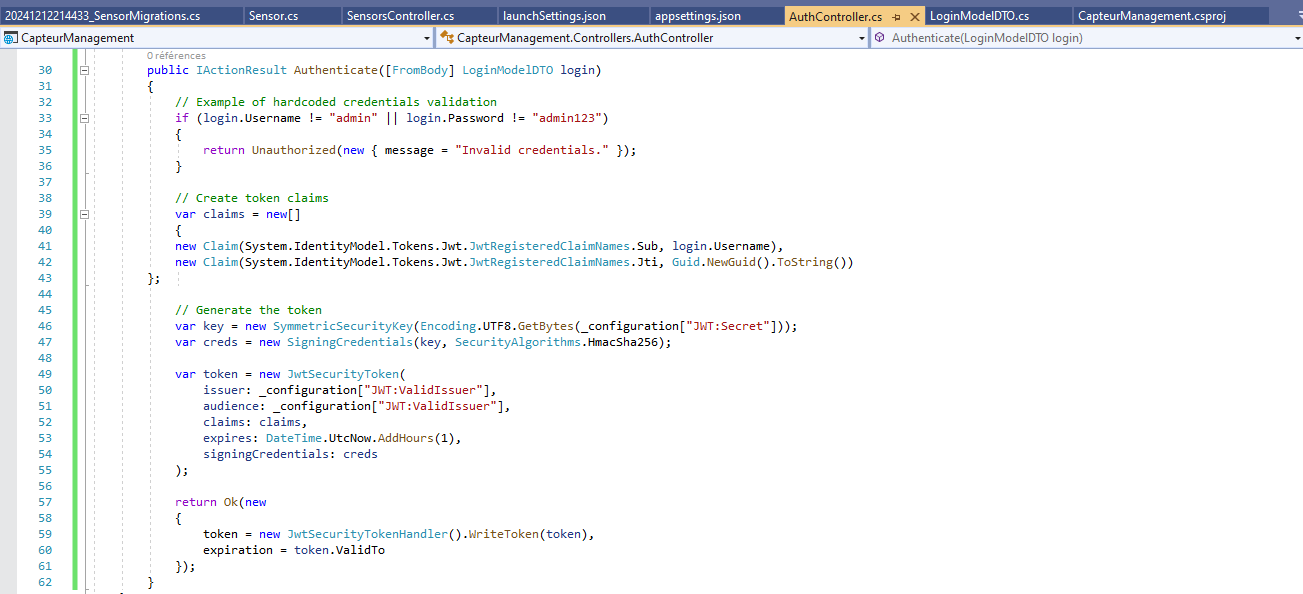 20241212214433_SensorMigrations.cs Sensor.cs SensorsController.cs launchSettings.json appsettings.json AuthController.cs LoginModelDTO.cs CapteurManagement.csproj
CapteurManagement CapteurManagement.Controllers.AuthController Authenticate(LoginModelDTO login)
0 références
30 public IActionResult Authenticate([FromBody] LoginModelDTO login)
31 {
32 // Example of hardcoded credentials validation
33 if (login.Username != "admin" || login.Password != "admin123")
34 {
35 return Unauthorized(new { message = "Invalid credentials." });
36 }
37
38 // Create token claims
39 var claims = new[]
40 {
41 new Claim(System.IdentityModel.Tokens.Jwt.JwtRegisteredClaimNames.Sub, login.Username),
42 new Claim(System.IdentityModel.Tokens.Jwt.JwtRegisteredClaimNames.Jti, Guid.NewGuid().ToString())
43 };
44
45 // Generate the token
46 var key = new SymmetricSecurityKey(Encoding.UTF8.GetBytes(_configuration["JWT:Secret"]));
47 var creds = new SigningCredentials(key, SecurityAlgorithms.HmacSha256);
48
49 var token = new JwtSecurityToken(
50 issuer: _configuration["JWT:ValidIssuer"],
51 audience: _configuration["JWT:ValidIssuer"],
52 claims: claims,
53 expires: DateTime.UtcNow.AddHours(1),
54 signingCredentials: creds
55 );
56
57 return Ok(new
58 {
59 token = new JwtSecurityTokenHandler().WriteToken(token),
60 expiration = token.ValidTo
61 });
62 }